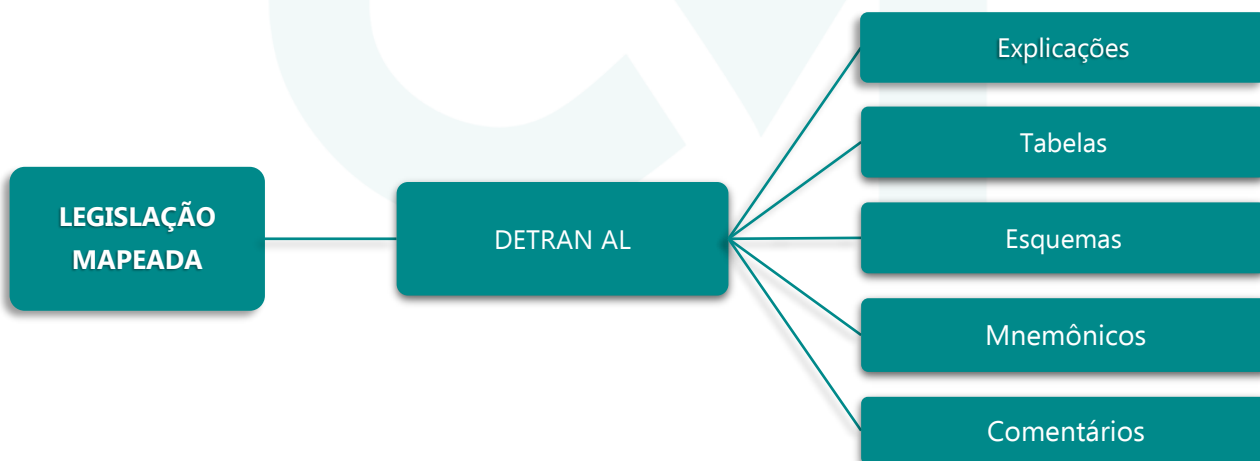 LEGISLAÇÃO
MAPEADA
DETRAN AL
Explicações
Tabelas
Esquemas
Mnemônicos
Comentários